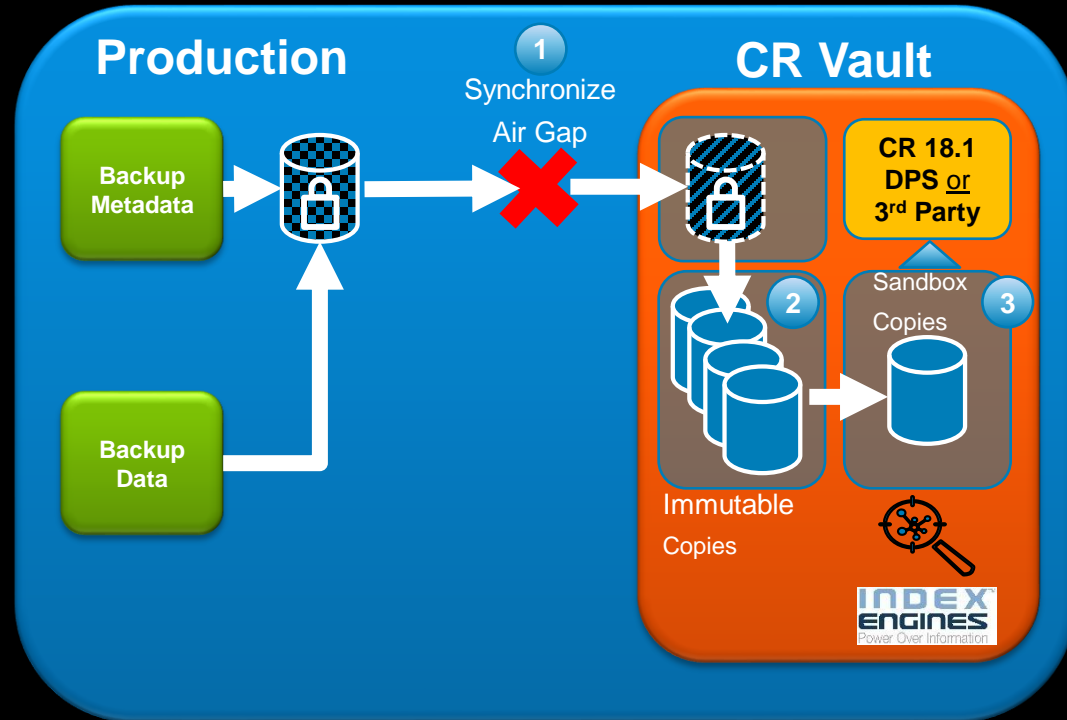 Production
1
Synchronize
Air Gap
CR Vault
Backup
Metadata
CR 18.1
DPS or
3rd Party
Backup
Data
2
Sandbox
Copies
3
Immutable
Copies
INDEX
ENGINES
Power Over Information